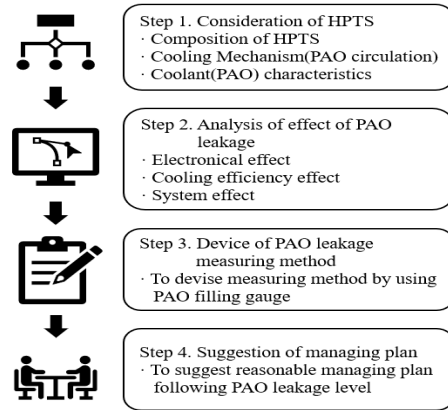 Step 1. Consideration of HPTS
· Composition of HPTS
· Cooling Mechanism(PAO circulation)
· Coolant(PAO) characteristics
Step 2. Analysis of effect of PAO
leakage
· Electronical effect
· Cooling efficiency effect
· System effect
Step 3. Device of PAO leakage
measuring method
· To devise measuring method by using
PAO filling gauge
Step 4. Suggestion of managing plan
· To suggest reasonable managing plan
following PAO leakage level